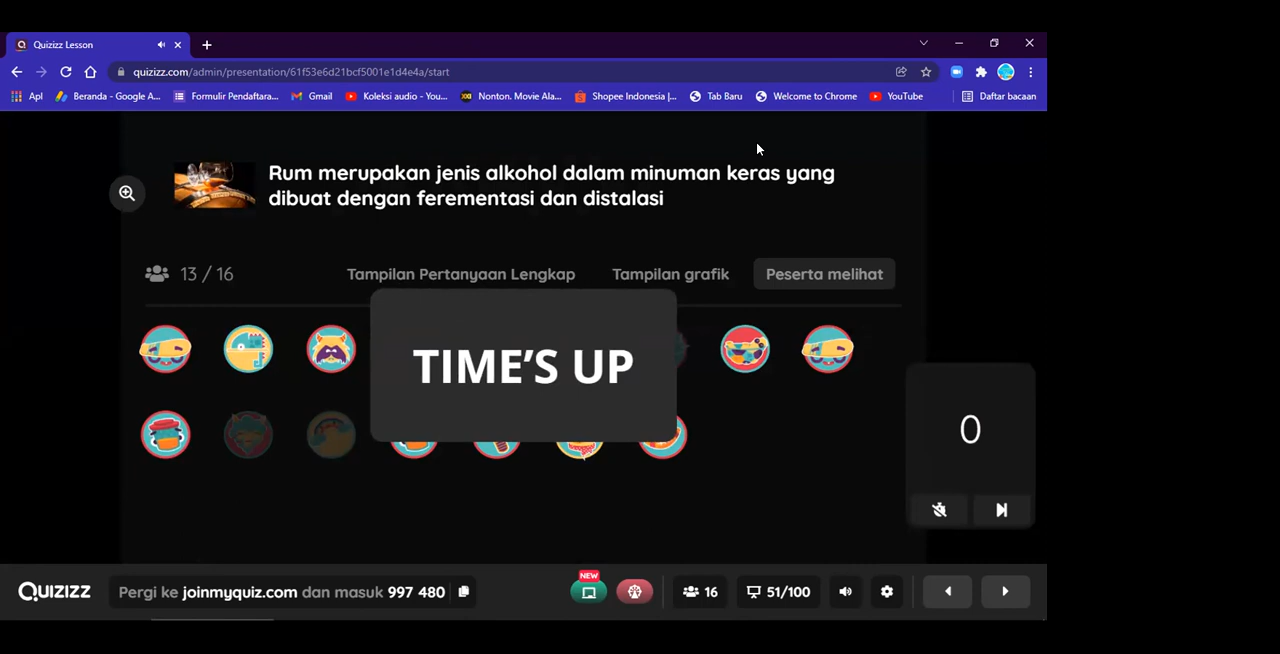 Quizizz Lesson
quizizz.com/admin/presentation/61f53e6d21bcf5001e1d4e4a/start
Apl Beranda - Google A... Formulir Pendaftara... Gmail Koleksi audio - You... Nonton. Movie Ala... Shopee Indonesia |... Tab Baru Welcome to Chrome YouTube Daftar bacaan
Rum merupakan jenis alkohol dalam minuman keras yang
dibuat dengan ferementasi dan distalasi
13 / 16 Tampilan Pertanyaan Lengkap Tampilan grafik Peserta melihat
TIME'S UP
0
NEW
QUIZIZZ Pergi ke joinmyquiz.com dan masuk 997 480 16 51/100